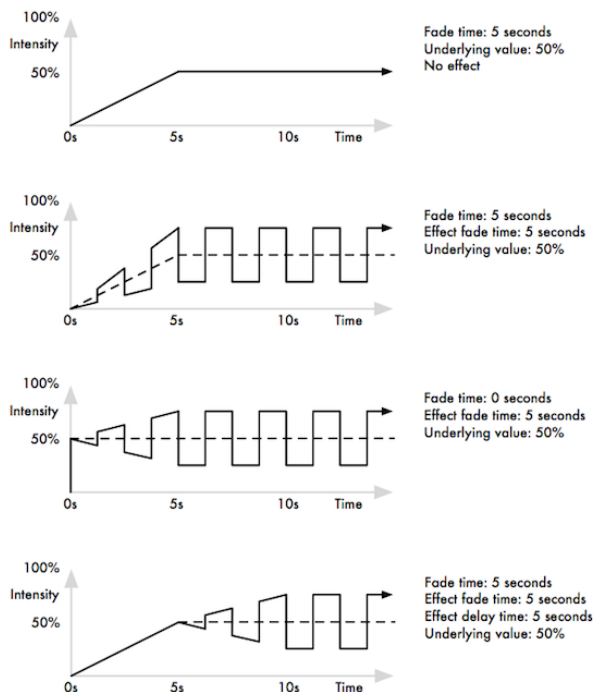 100%
Intensity
50%
0s 5s 10s Time
Fade time: 5 seconds
Underlying value: 50%
No effect
100%
Intensity
50%
0s 5s 10s Time
Fade time: 5 seconds
Effect fade time: 5 seconds
Underlying value: 50%
100%
Intensity
50%
0s 5s 10s Time
Fade time: 0 seconds
Effect fade time: 5 seconds
Underlying value: 50%
100%
Intensity
50%
0s 5s 10s Time
Fade time: 5 seconds
Effect fade time: 5 seconds
Effect delay time: 5 seconds
Underlying value: 50%